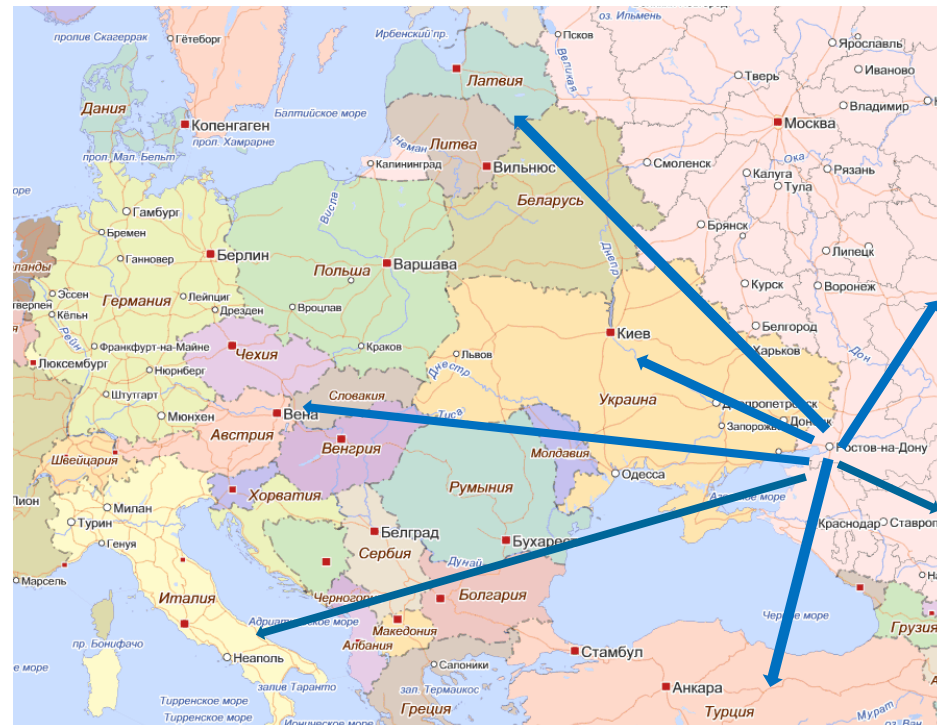 оз. Ильмень
пролив Скагеррак
Гётеборг
Ирбенский пр.
Псков
Великая
Ярославль
Тверь
Иваново
Латвия
Дания
Балтийское море
Владимир
Копенгаген
прол. Хамрарне
Москва
прол. Мал. Бельт
Неман
Литва
Калининград
Вильнюс
Смоленск
Ока
Калуга
Рязань
Тула
Беларусь
Висла
Гамбург
Брянск
Бремен
Днепр
Липецк
Ганновер
Берлин
Польша
Варшава
Курск
Воронеж
Эссен
Германия
Лейпциг
Кёльн
Дрезден
Вроцлав
Белгород
Киев
Рейн
Франкфурт-на-Майне
Чехия
Краков
Львов
Харьков
Дон
Люксембург
Нюрнберг
Днестр
Штутгарт
Словакия
Украина
Днепропетровск
Мюнхен
Вена
Тиса
Запорожье
Австрия
Венгрия
Молдавия
Ростов-на-Дону
Швейцария
Одесса
Хорватия
Румыния
Милан
Турин
Белград
Краснодар
Генуя
Сербия
Бухарест
Дунай
Марсель
Италия
Болгария
Македония
Грузия
Албания
пр. Бонифачо
Неаполь
Стамбул
Салоники
зал. Термаикос
Анкара
залив Таранто
Тирренское море
Греция
Турция
Мурат
Тирренское море
Ионическое море